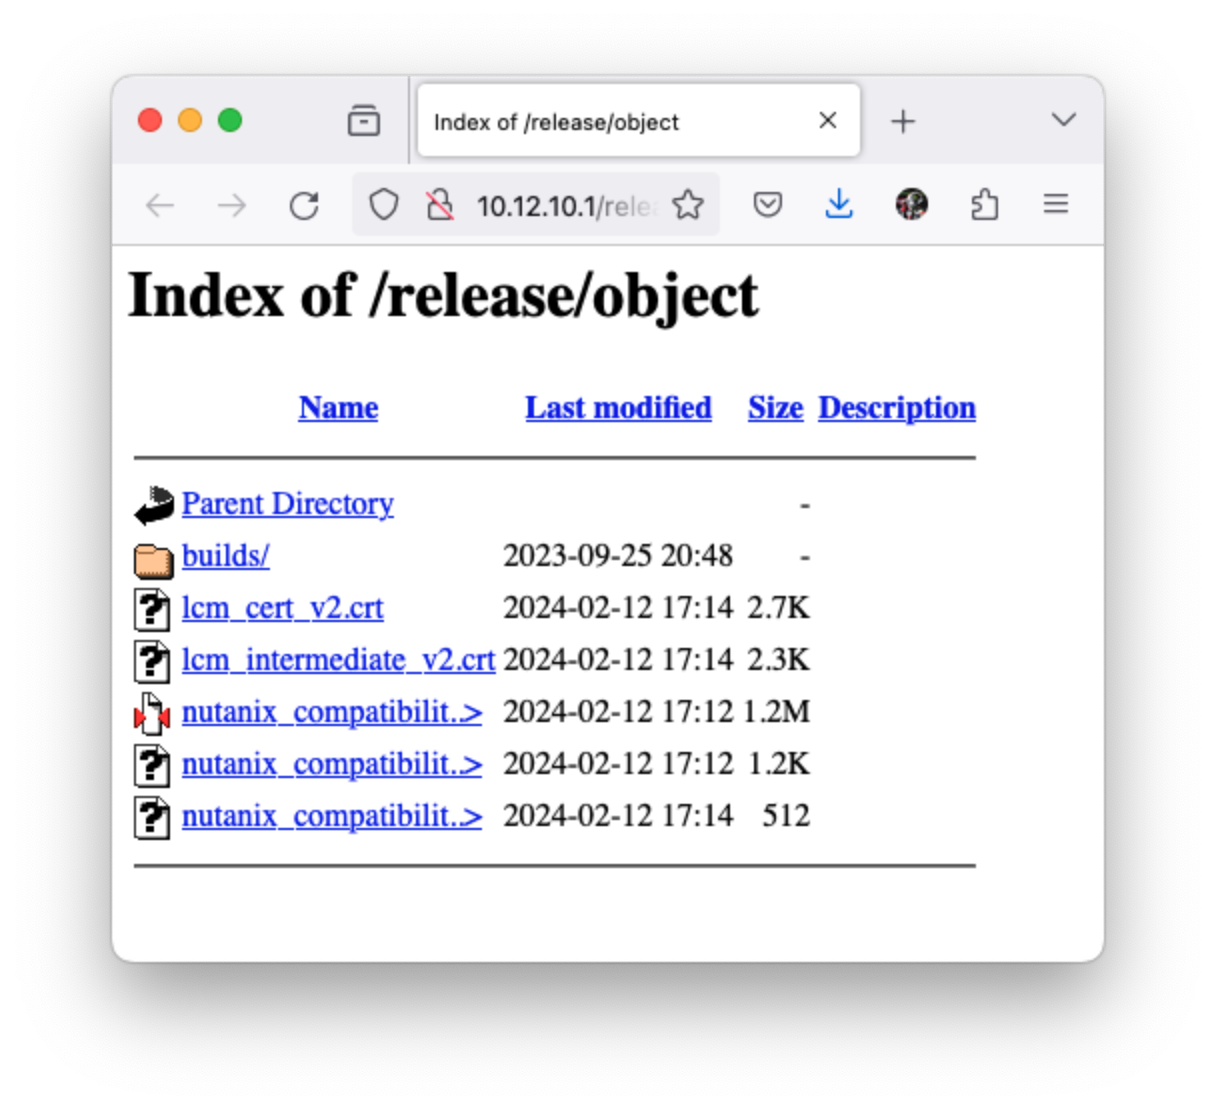 Index of /release/object
10.12.10.1/relea
Index of /release/object
Name Last modified Size Description
Parent Directory -
builds/ 2023-09-25 20:48 -
lcm_cert_v2.crt 2024-02-12 17:14 2.7K
lcm_intermediate_v2.crt 2024-02-12 17:14 2.3K
nutanix_compatibilit..> 2024-02-12 17:12 1.2M
nutanix_compatibilit..> 2024-02-12 17:12 1.2K
nutanix_compatibilit..> 2024-02-12 17:14 512